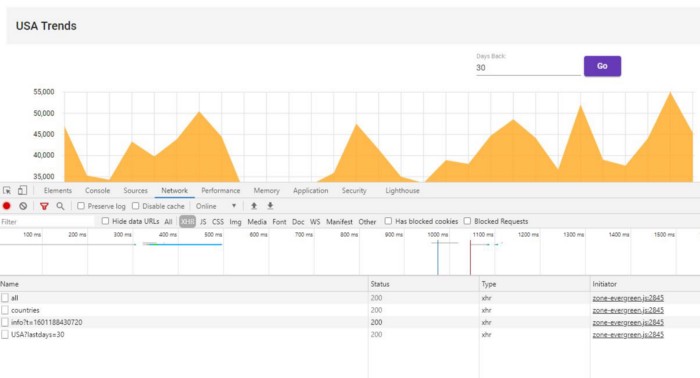 USA Trends
Days Back:
30
Go
55,000
50,000
45,000
40,000
35,000
Elements Console Sources Network Performance Memory Application Security Lighthouse
Preserve log Disable cache Online
Filter Hide data URLs All XHR JS CSS Img Media Font Doc WS Manifest Other Has blocked cookies Blocked Requests
100 ms 200 ms 300 ms 400 ms 500 ms 600 ms 700 ms 800 ms 900 ms 1000 ms 1100 ms 1200 ms 1300 ms 1400 ms 1500 ms
Name Status Type Initiator
all 200 xhr zone-evergreen.js:2845
countries 200 xhr zone-evergreen.js:2845
info?t=1601188430720 200 xhr zone-evergreen.js:2845
USA?lastdays=30 200 xhr zone-evergreen.js:2845